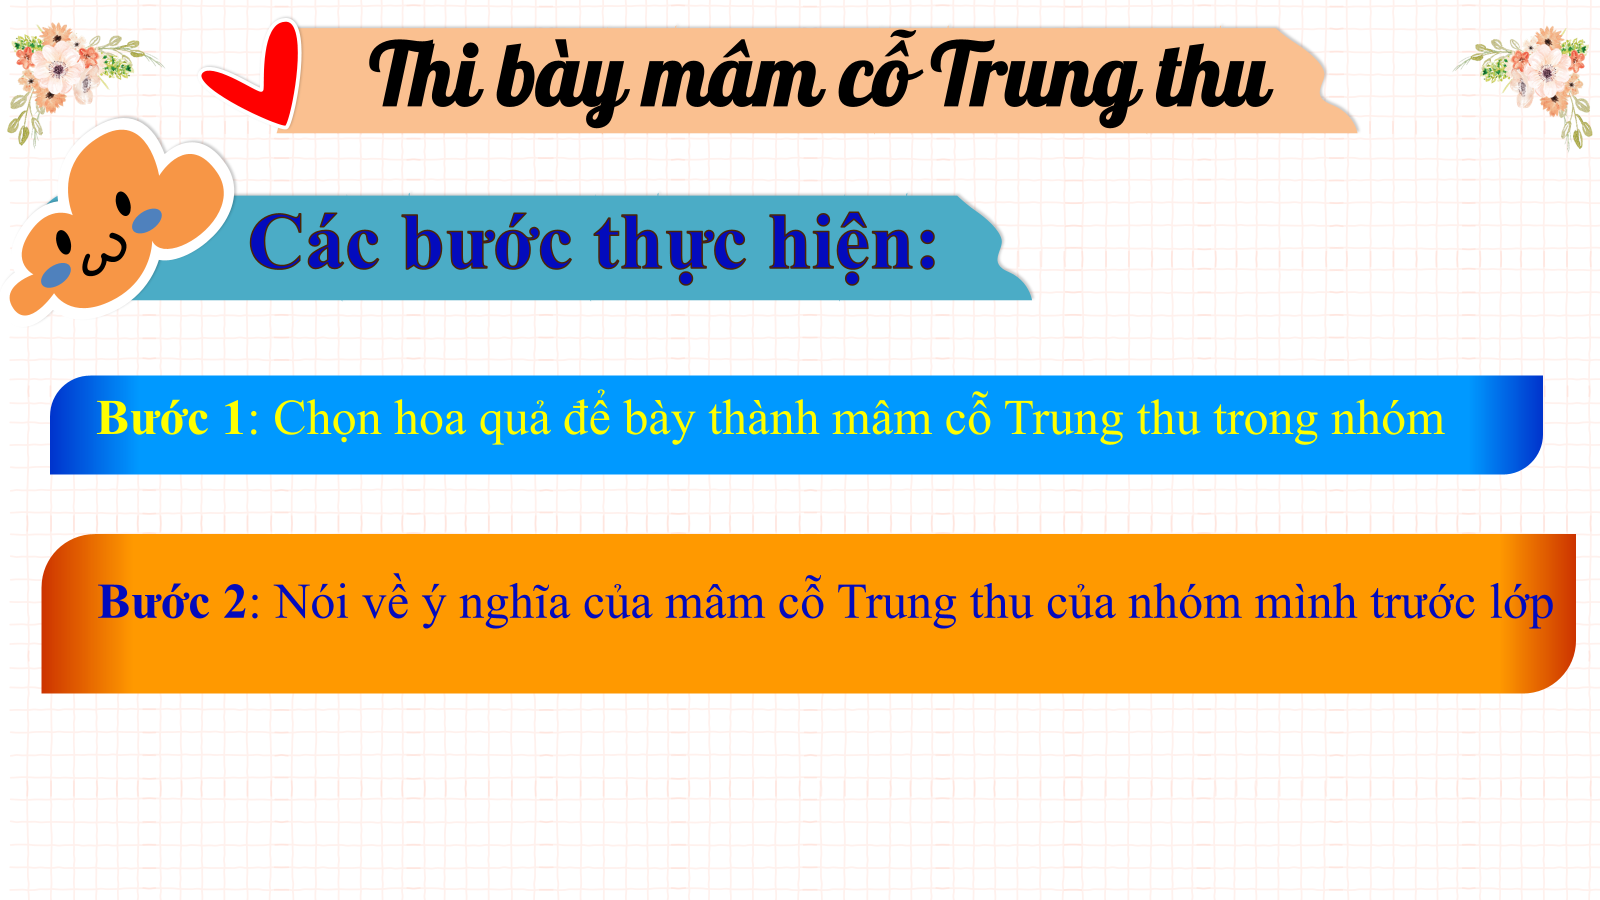 Thi bày mâm cỗ Trung thu
Các bước thực hiện:
Bước 1: Chọn hoa quả để bày thành mâm cỗ Trung thu trong nhóm
Bước 2: Nói về ý nghĩa của mâm cỗ Trung thu của nhóm mình trước lớp